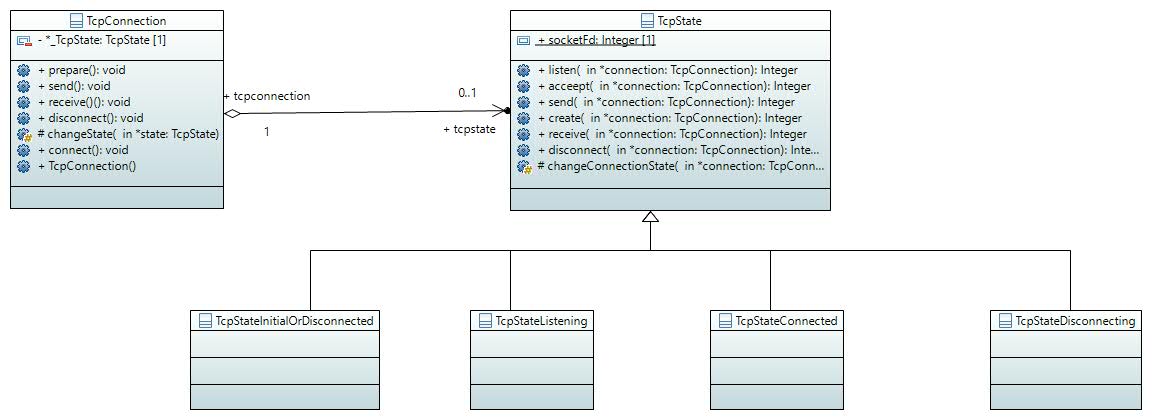 TcpConnection
- *_TcpState: TcpState [1]
+ prepare(): void
+ send(): void
+ receive()(): void
+ disconnect(): void
# changeState(  in *state: TcpState)
+ connect(): void
+ TcpConnection()
+ tcpconnection
1
0..1
+ tcpstate
TcpState
+ socketFd: Integer [1]
+ listen(  in *connection: TcpConnection): Integer
+ acceept(  in *connection: TcpConnection): Integer
+ send(  in *connection: TcpConnection): Integer
+ create(  in *connection: TcpConnection): Integer
+ receive(  in *connection: TcpConnection): Integer
+ disconnect(  in *connection: TcpConnection): Inte...
# changeConnectionState(  in *connection: TcpConn...
TcpStateInitialOrDisconnected
TcpStateListening
TcpStateConnected
TcpStateDisconnecting